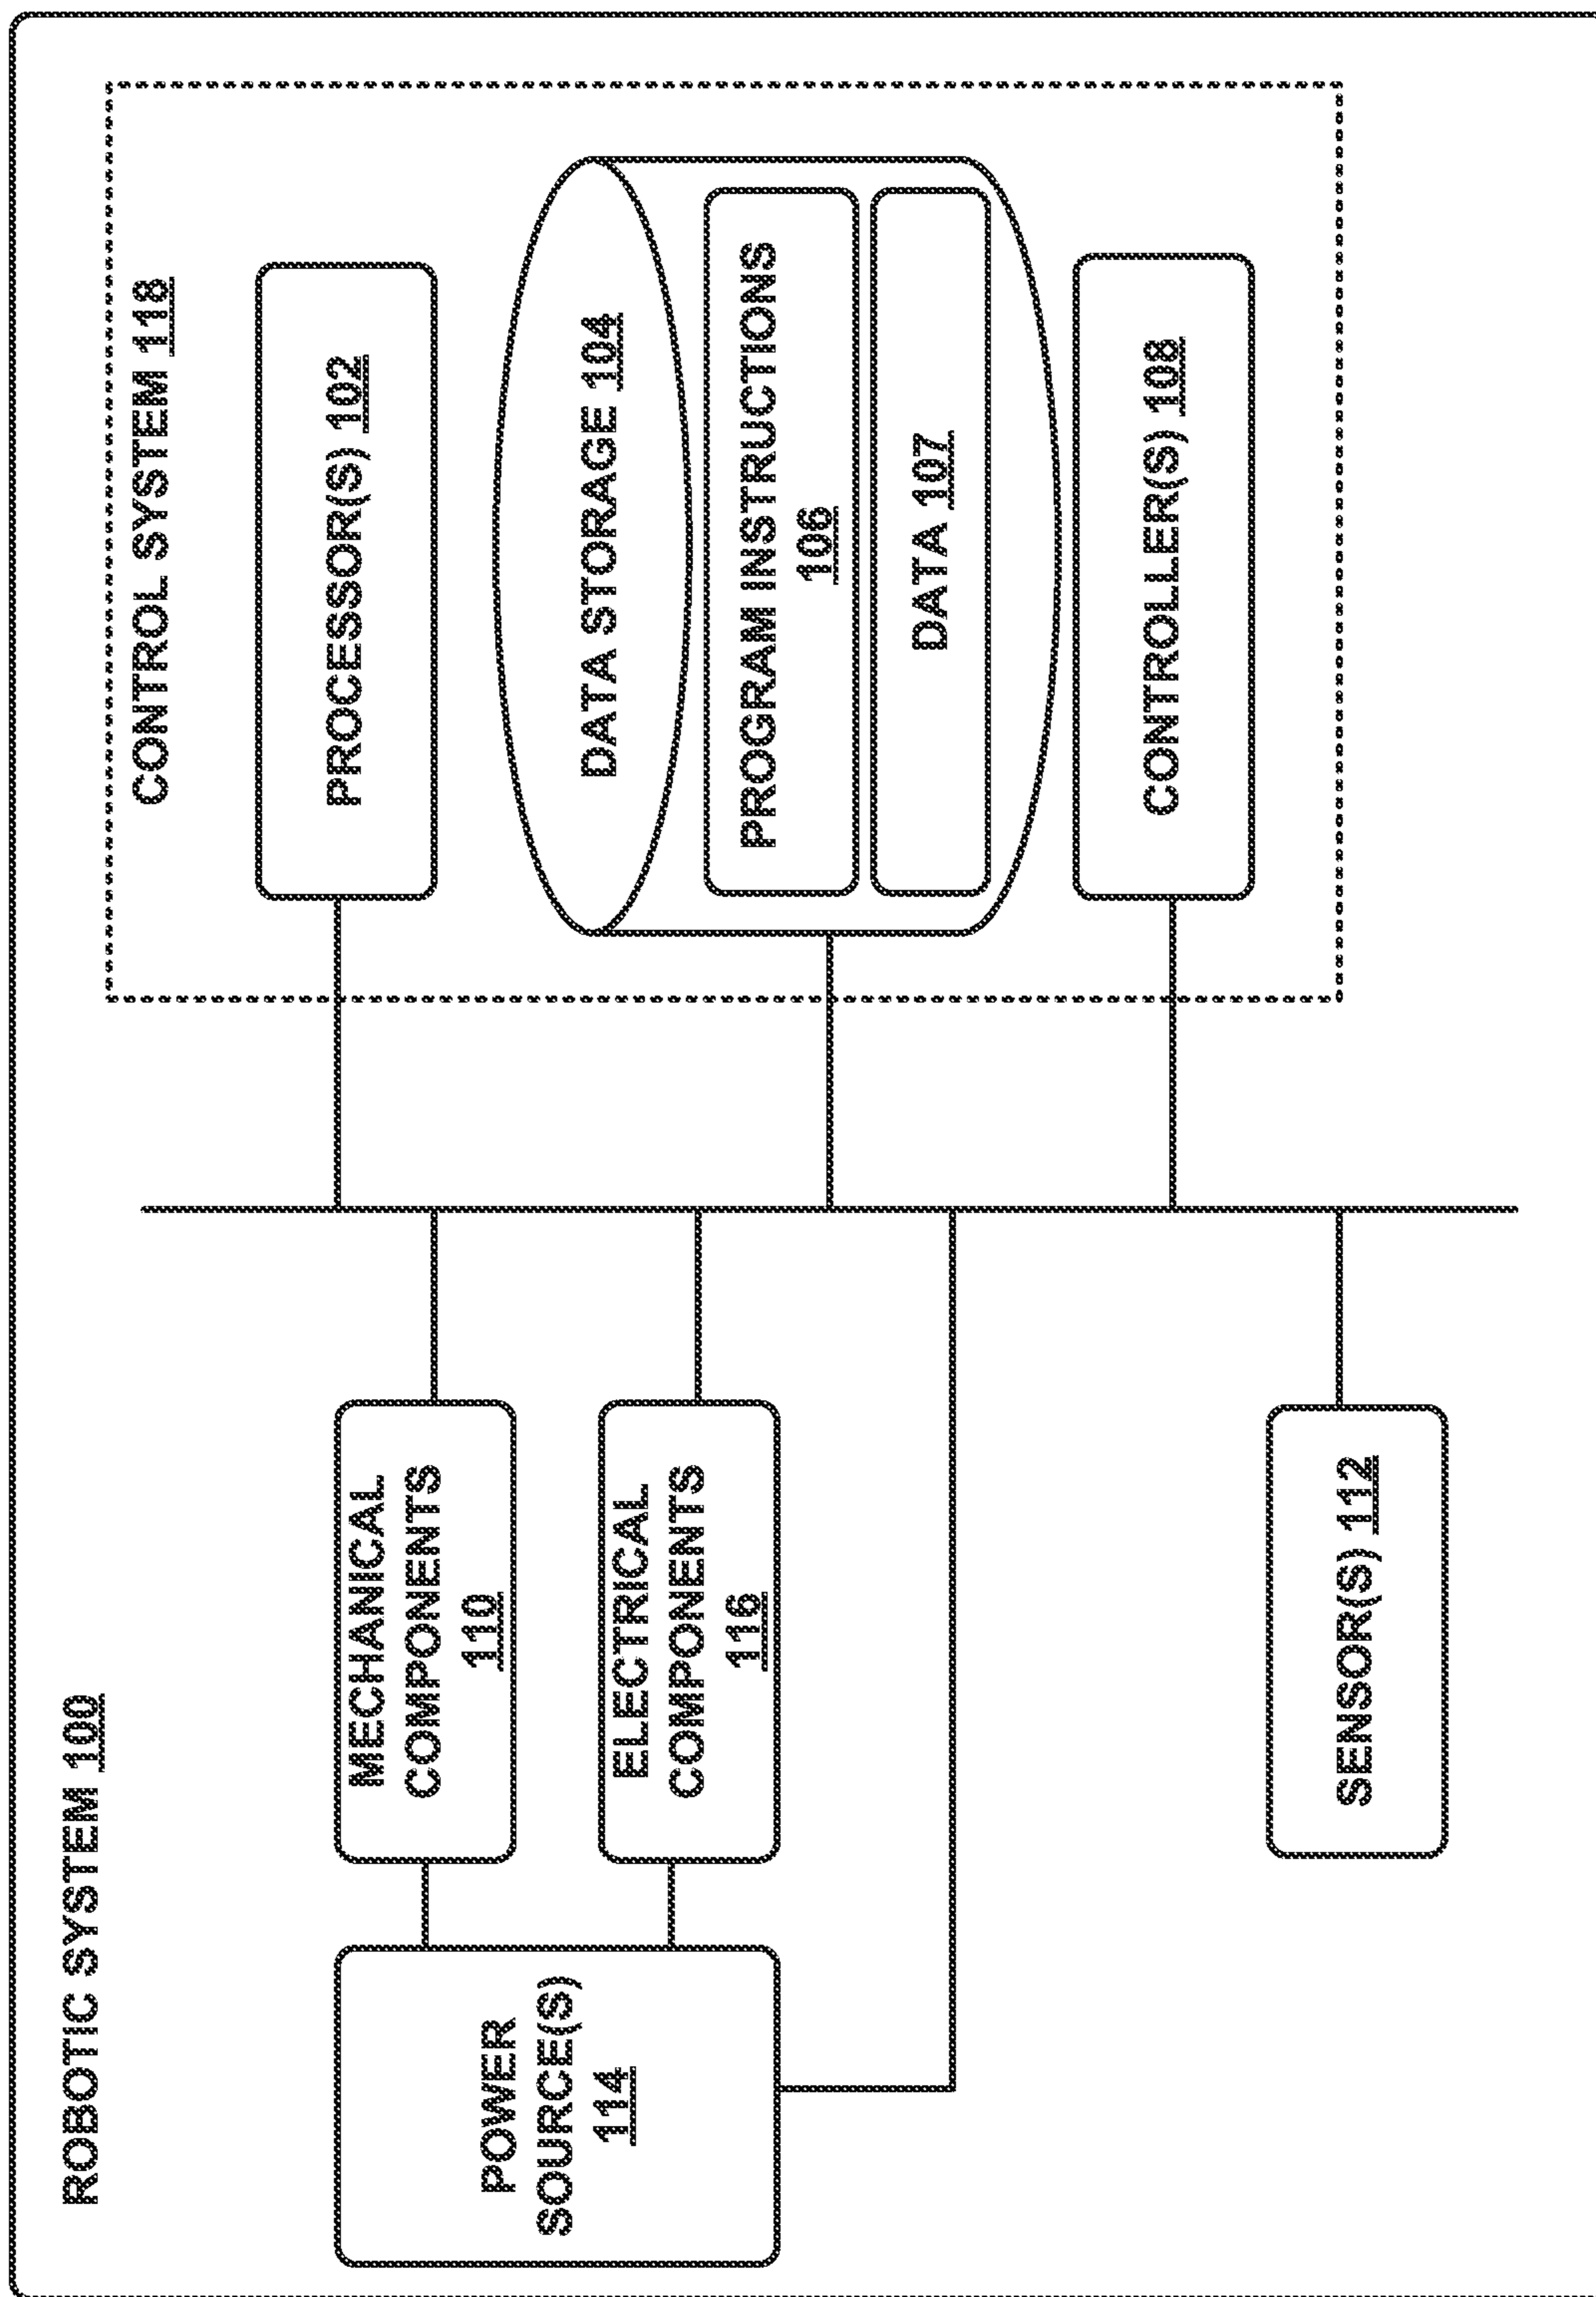 ROBOTIC SYSTEM 100
CONTROL SYSTEM 118
PROCESSOR(S) 102
DATA STORAGE 104
PROGRAM INSTRUCTIONS
106
DATA 107
CONTROLLER(S) 108
MECHANICAL
COMPONENTS
110
ELECTRICAL
COMPONENTS
116
POWER
SOURCE(S)
114
SENSOR(S) 112